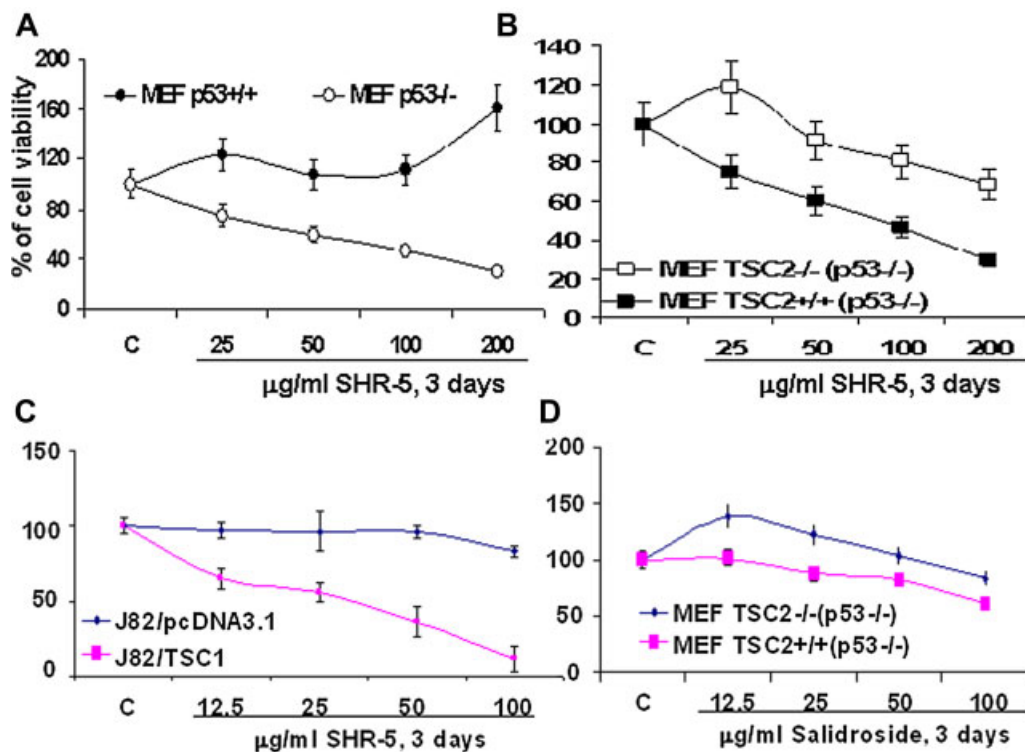 A
% of cell viability
200
160
120
80
40
0
MEF p53+/+
MEF p53-/-
C
25
50
100
200
μg/ml SHR-5, 3 days
B
140
120
100
80
60
40
20
0
MEF TSC2-/- (p53-/-)
MEF TSC2+/+ (p53-/-)
C
25
50
100
200
μg/ml SHR-5, 3 days
C
150
100
50
0
J82/pcDNA3.1
J82/TSC1
C
12.5
25
50
100
μg/ml SHR-5, 3 days
D
200
150
100
50
0
MEF TSC2-/-(p53-/-)
MEF TSC2+/+(p53-/-)
C
12.5
25
50
100
μg/ml Salidroside, 3 days